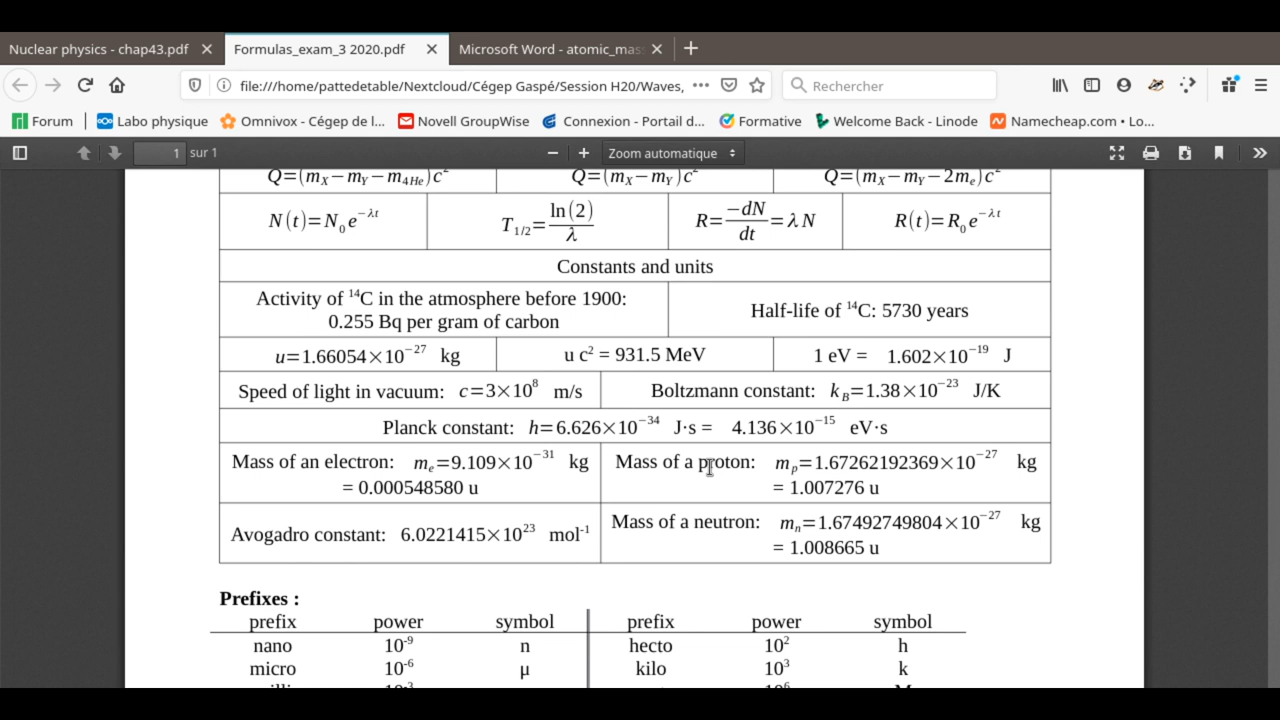 Nuclear physics - chap43.pdf
Formulas_exam_3 2020.pdf
Microsoft Word - atomic_mas
file:///home/pattedetable/Nextcloud/Cégep Gaspé/Session H20/Waves,
Rechercher
Forum
Labo physique
Omnivox - Cégep de l...
Novell GroupWise
Connexion - Portail d...
Formative
Welcome Back - Linode
Namecheap.com • Lo...
1 sur 1
Zoom automatique
Q=(m_X−m_Y−m_4He)c² Q=(m_X−m_Y)c² Q=(m_X−m_Y−2m_e)c²
N(t)=N₀e^{−λt} T_{1/2}=ln(2)/λ R=−dN/dt=λN R(t)=R₀e^{−λt}
Constants and units
Activity of ¹⁴C in the atmosphere before 1900:
0.255 Bq per gram of carbon
Half-life of ¹⁴C: 5730 years
u=1.66054×10⁻²⁷ kg
u c² = 931.5 MeV
1 eV = 1.602×10⁻¹⁹ J
Speed of light in vacuum: c=3×10⁸ m/s
Boltzmann constant: k_B=1.38×10⁻²³ J/K
Planck constant: h=6.626×10⁻³⁴ J·s = 4.136×10⁻¹⁵ eV·s
Mass of an electron: m_e=9.109×10⁻³¹ kg
= 0.000548580 u
Mass of a proton: m_p=1.67262192369×10⁻²⁷ kg
= 1.007276 u
Avogadro constant: 6.0221415×10²³ mol⁻¹
Mass of a neutron: m_n=1.67492749804×10⁻²⁷ kg
= 1.008665 u
Prefixes :
prefix power symbol prefix power symbol
nano 10⁻⁹ n hecto 10² h
micro 10⁻⁶ μ kilo 10³ k